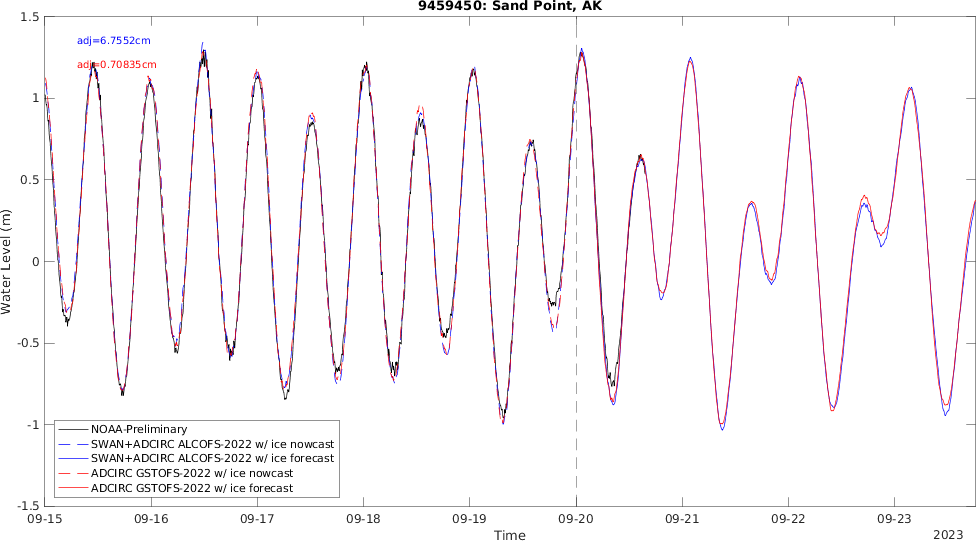 9459450: Sand Point, AK
adj=6.7552cm
adj=0.70835cm
1.5
1
0.5
0
-0.5
-1
-1.5
Water Level (m)
NOAA-Preliminary
SWAN+ADCIRC ALCOFS-2022 w/ ice nowcast
SWAN+ADCIRC ALCOFS-2022 w/ ice forecast
ADCIRC GSTOFS-2022 w/ ice nowcast
ADCIRC GSTOFS-2022 w/ ice forecast
09-15 09-16 09-17 09-18 09-19 09-20 09-21 09-22 09-23
Time
2023